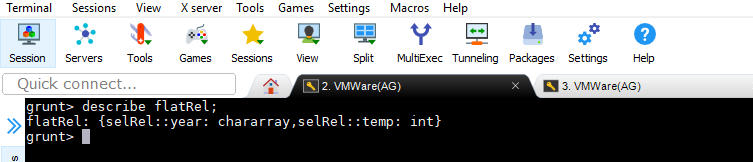 Terminal Sessions View X server Tools Games Settings Macros Help
Session Servers Tools Games Sessions View Split MultiExec Tunneling Packages Settings Help
Quick connect...
2. VMWare(AG)
3. VMWare(AG)
grunt> describe flatRel;
flatRel: {selRel::year: chararray,selRel::temp: int}
grunt>
s